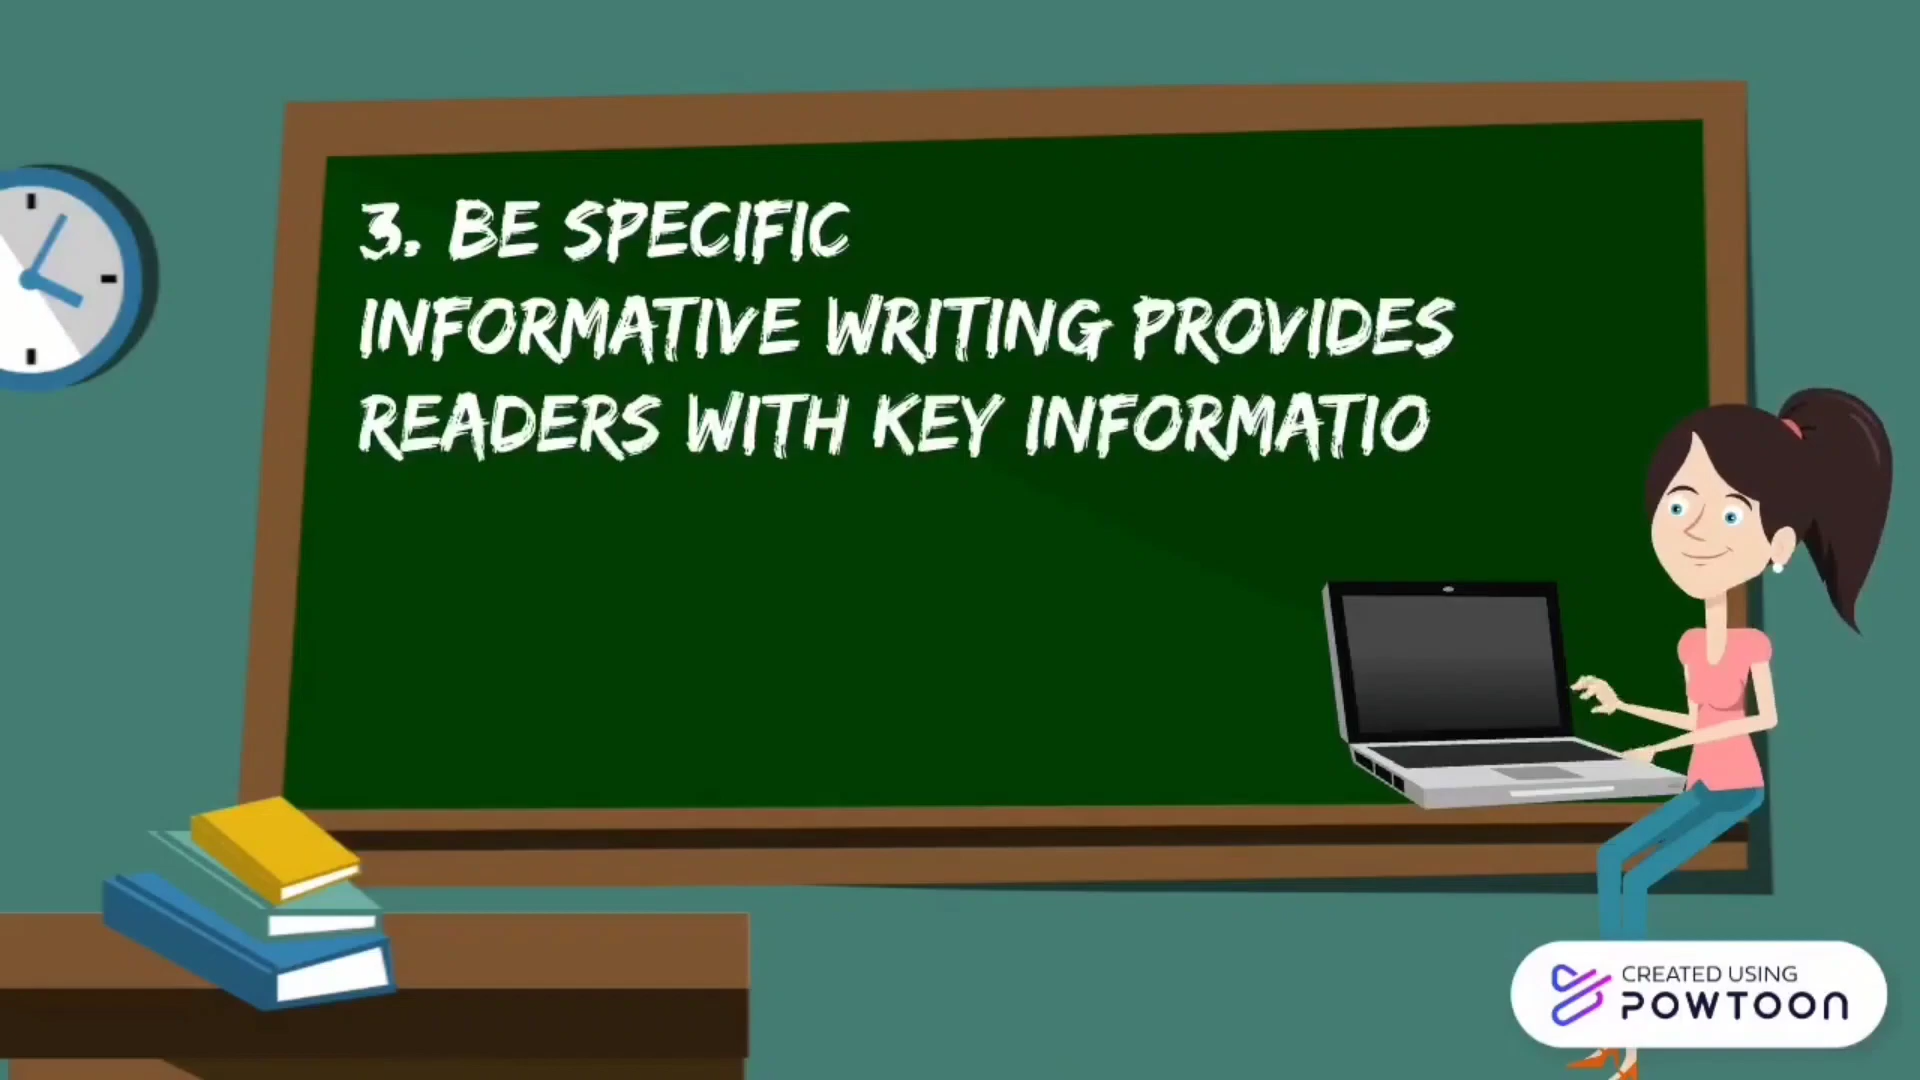 3. BE SPECIFIC
INFORMATIVE WRITING PROVIDES
READERS WITH KEY INFORMATIO
CREATED USING
POWTOON